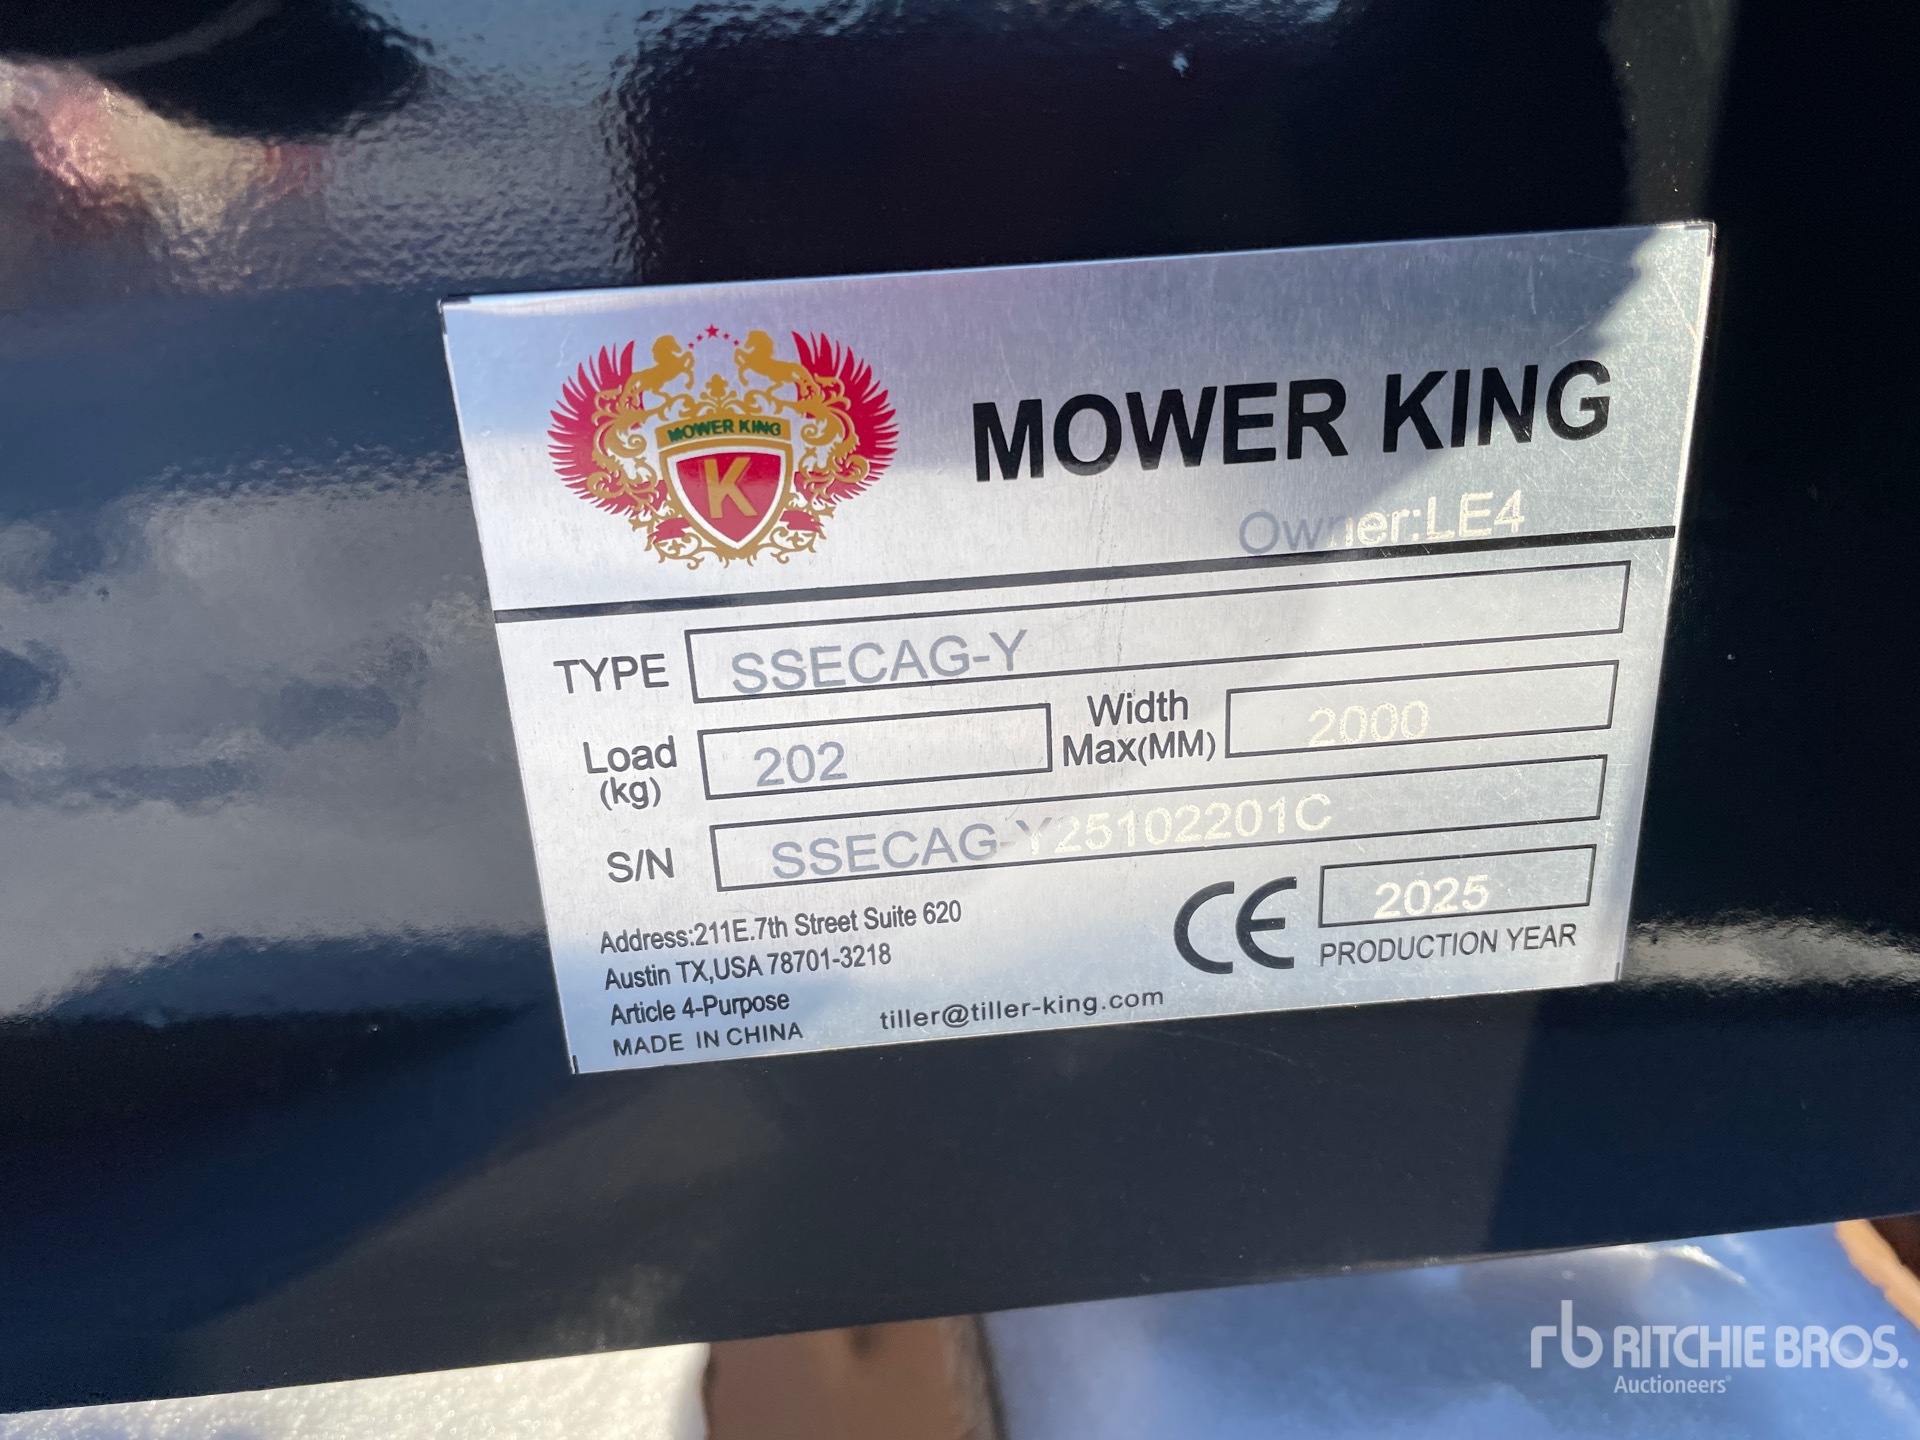 MOWER KING
K
MOWER KING
Owner:LE4
TYPE SSECAG-Y
Load (kg) 202 Width Max(MM) 2000
S/N SSECAG-Y25102201C
Address:211E.7th Street Suite 620
Austin TX,USA 78701-3218
Article 4-Purpose
MADE IN CHINA
tiller@tiller-king.com
CE 2025
PRODUCTION YEAR
rb RITCHIE BROS.
Auctioneers